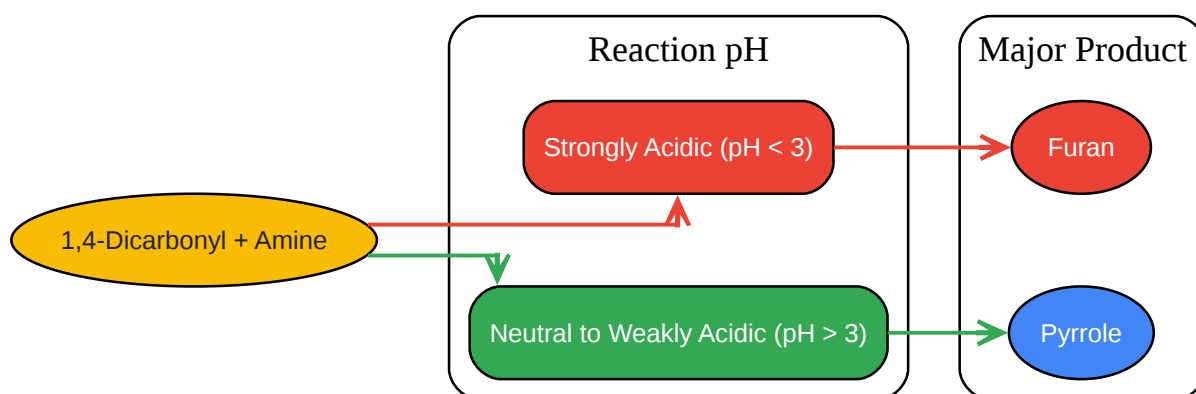 Reaction pH
Major Product
Strongly Acidic (pH < 3)
Furan
1,4-Dicarbonyl + Amine
Neutral to Weakly Acidic (pH > 3)
Pyrrole